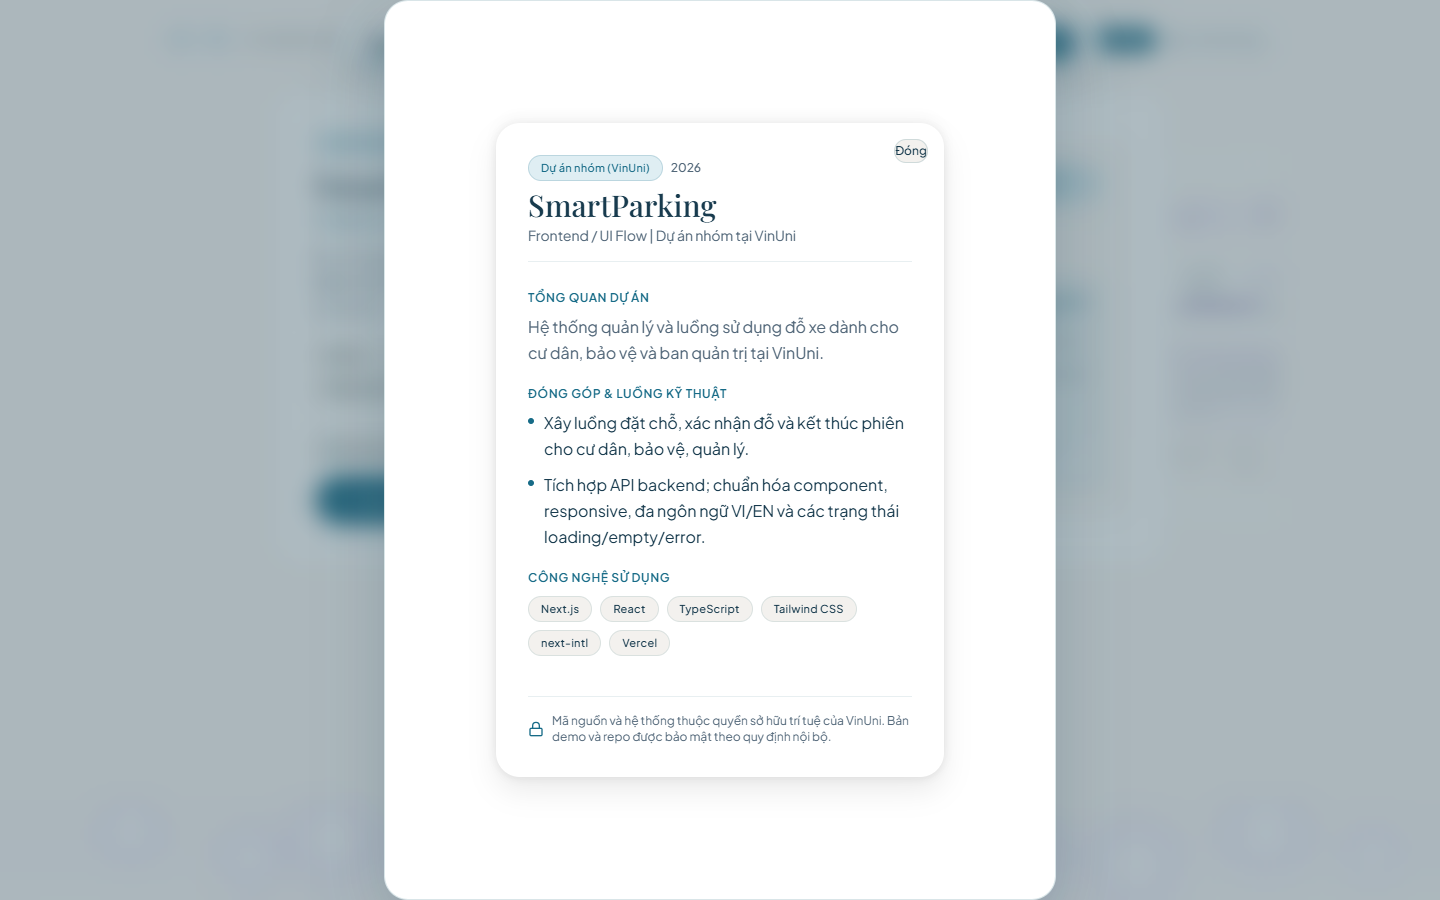 Đóng
Dự án nhóm (VinUni) 2026
SmartParking
Frontend / UI Flow | Dự án nhóm tại VinUni
TỔNG QUAN DỰ ÁN
Hệ thống quản lý và luồng sử dụng đỗ xe dành cho
cư dân, bảo vệ và ban quản trị tại VinUni.
ĐÓNG GÓP & LUỒNG KỸ THUẬT
Xây luồng đặt chỗ, xác nhận đỗ và kết thúc phiên
cho cư dân, bảo vệ, quản lý.
Tích hợp API backend; chuẩn hóa component,
responsive, đa ngôn ngữ VI/EN và các trạng thái
loading/empty/error.
CÔNG NGHỆ SỬ DỤNG
Next.js React TypeScript Tailwind CSS
next-intl Vercel
Mã nguồn và hệ thống thuộc quyền sở hữu trí tuệ của VinUni. Bản
demo và repo được bảo mật theo quy định nội bộ.